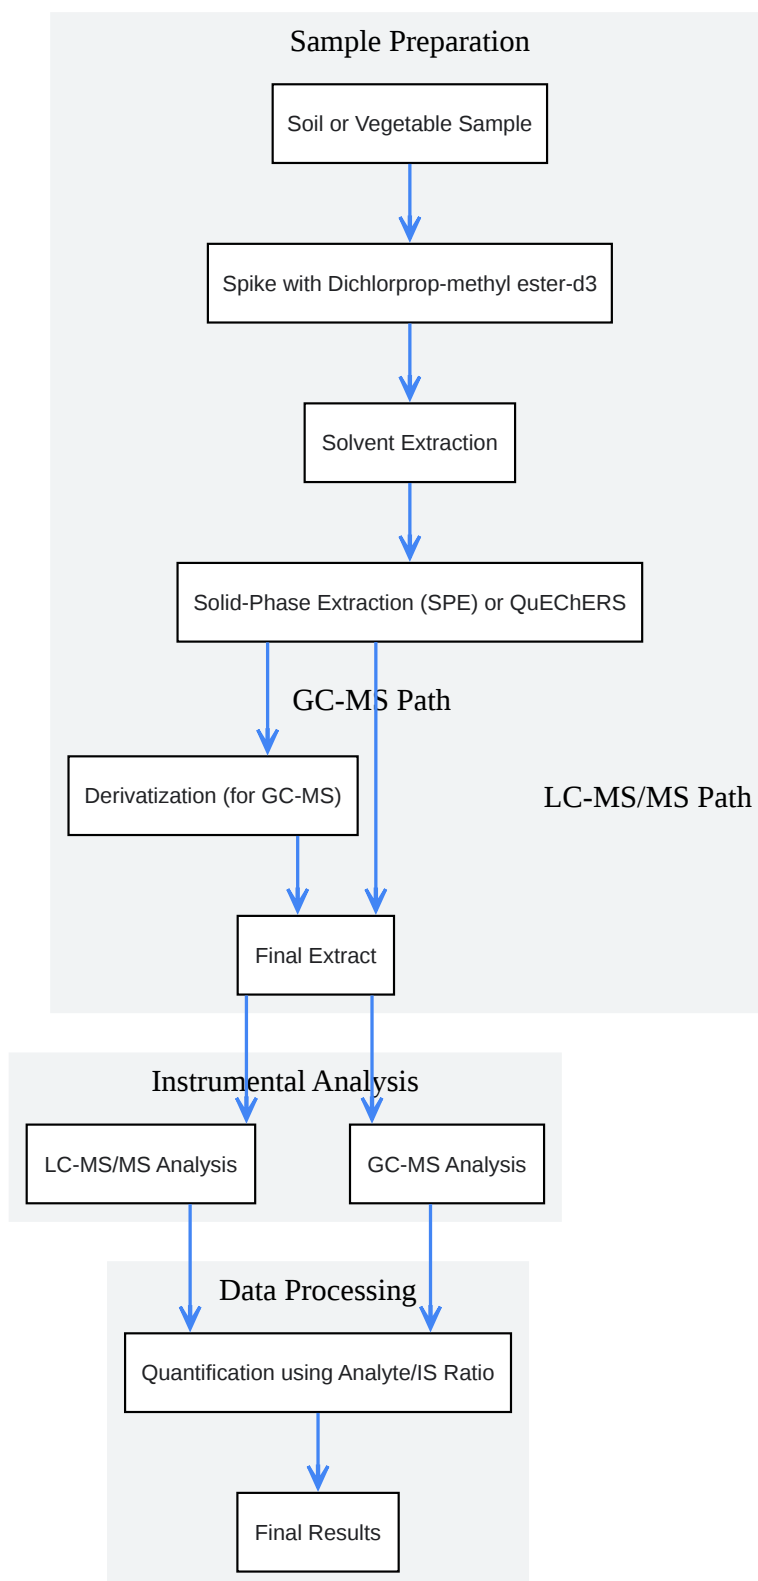 Sample Preparation
Soil or Vegetable Sample
Spike with Dichlorprop-methyl ester-d3
Solvent Extraction
Solid-Phase Extraction (SPE) or QuEChERS
GC-MS Path
Derivatization (for GC-MS)
LC-MS/MS Path
Final Extract
Instrumental Analysis
LC-MS/MS Analysis
GC-MS Analysis
Data Processing
Quantification using Analyte/IS Ratio
Final Results